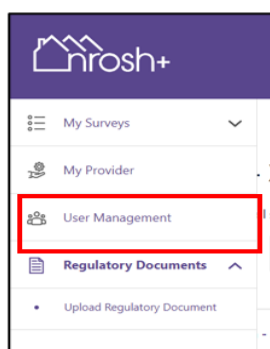 nrosh+
My Surveys
My Provider
User Management
Regulatory Documents
• Upload Regulatory Document